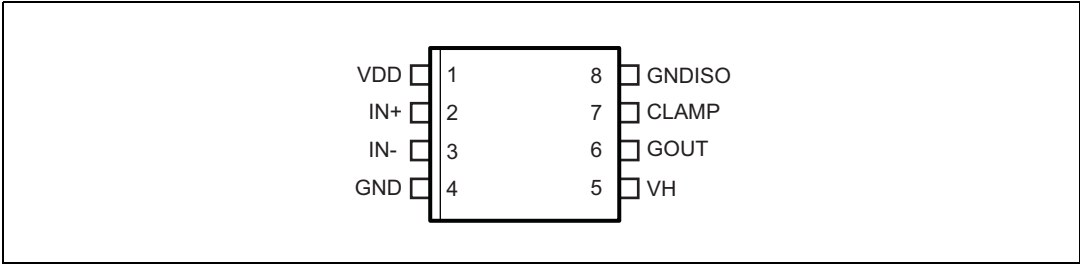 VDD 1 8 GNDISO
IN+ 2 7 CLAMP
IN- 3 6 GOUT
GND 4 5 VH